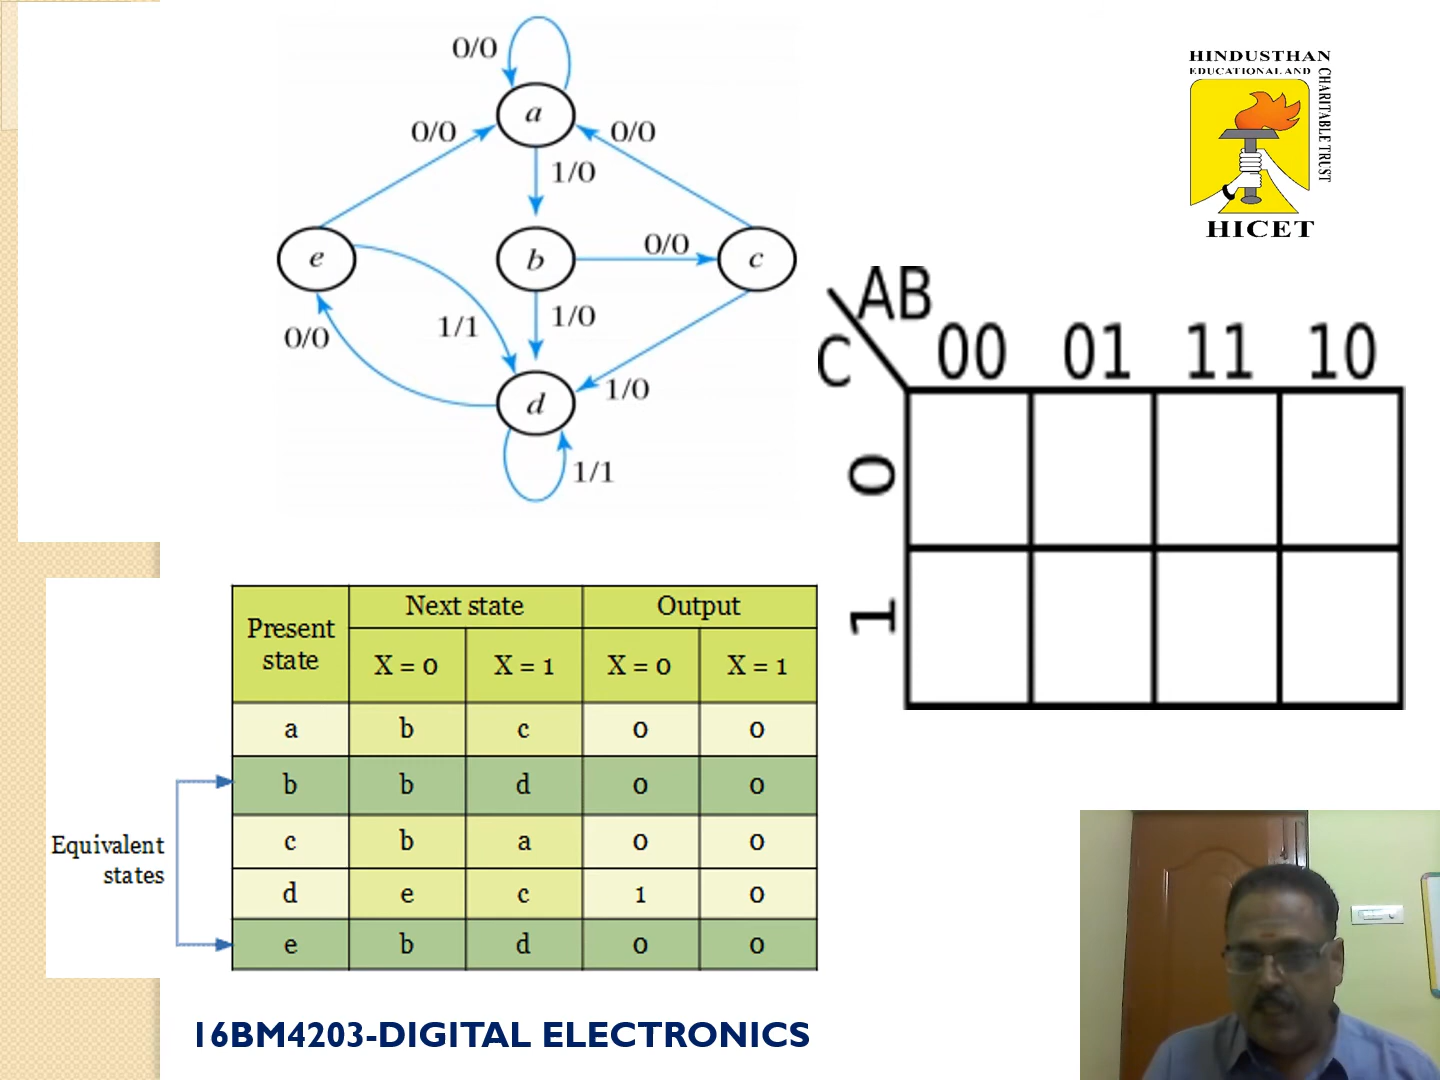 0/0
a
0/0
0/0
1/0
e
b
0/0
c
1/0
1/1
0/0
d
1/0
1/1
HINDUSTHAN
EDUCATIONAL AND
CHARITABLE TRUST
HICET
AB
C
00 01 11 10
0
1
Present state Next state Output
X = 0 X = 1 X = 0 X = 1
a b c 0 0
b b d 0 0
c b a 0 0
d e c 1 0
e b d 0 0
Equivalent
states
16BM4203-DIGITAL ELECTRONICS